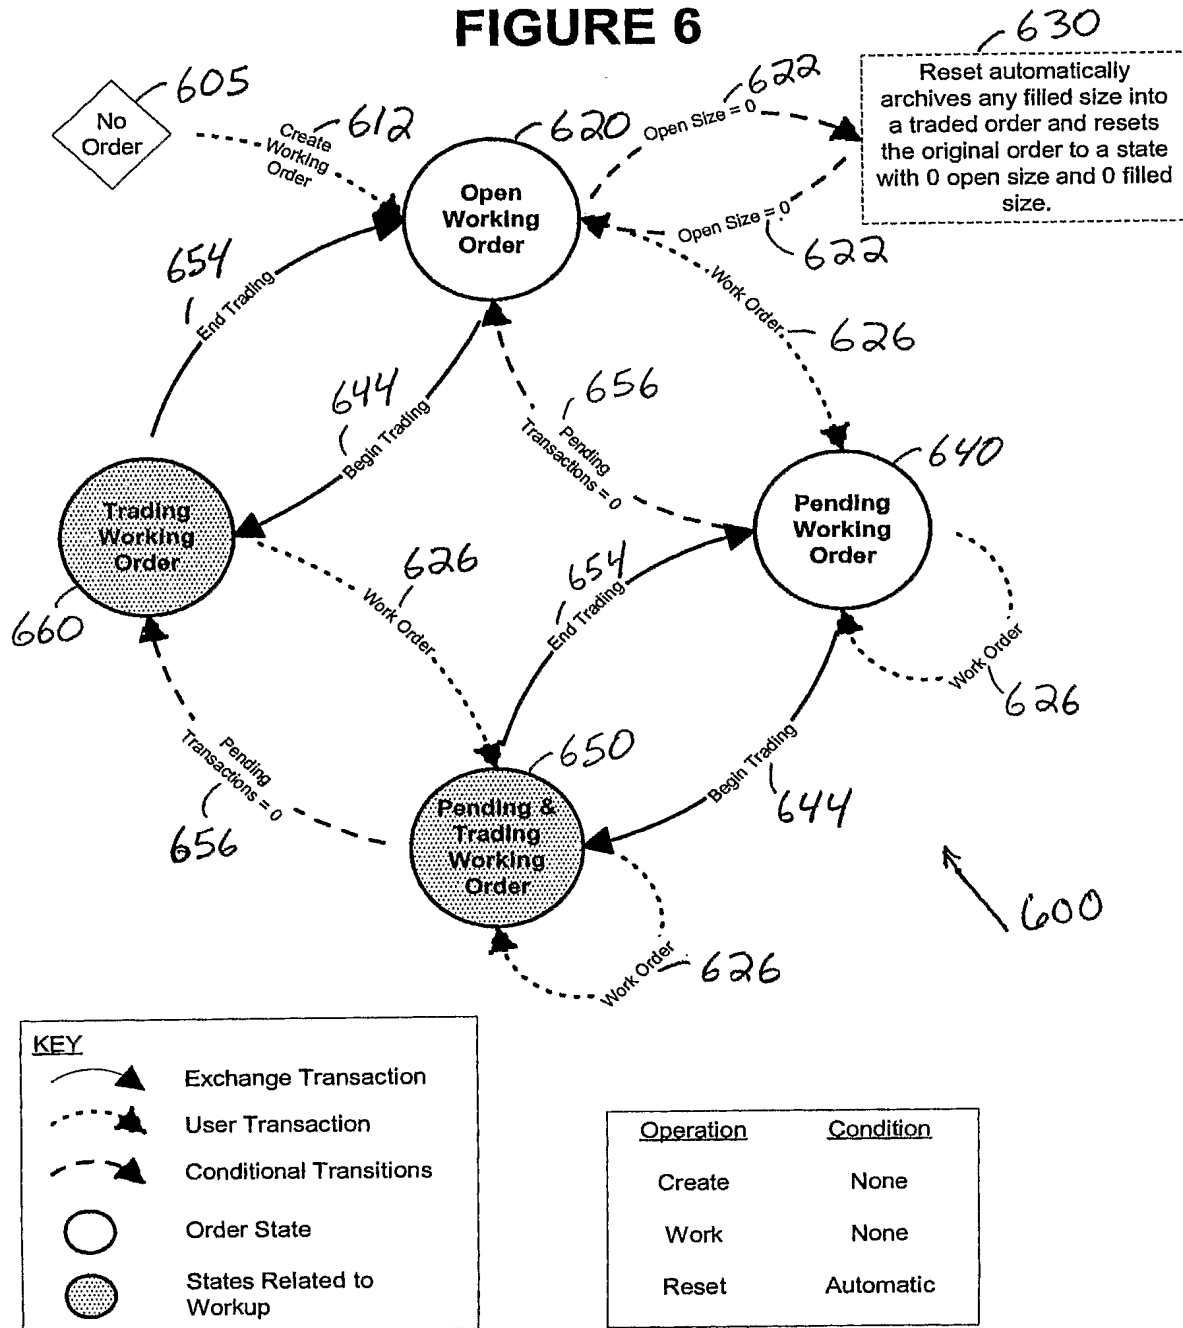 FIGURE 6
630
605
No
Order
612
Create
Working
Order
620
Open
Working
Order
622
Open Size = 0
Reset automatically
archives any filled size into
a traded order and resets
the original order to a state
with 0 open size and 0 filled
size.
Open Size = 0
622
654
End Trading
Work Order
626
644
Begin Trading
656
Pending
Transactions = 0
640
Pending
Working
Order
Trading
Working
Order
660
626
Work Order
654
End Trading
Work Order
626
Pending
Transactions = 0
656
650
Pending &
Trading
Working
Order
Begin Trading
644
600
Work Order
626
KEY
Exchange Transaction
User Transaction
Conditional Transitions
Order State
States Related to
Workup
Operation Condition
Create None
Work None
Reset Automatic